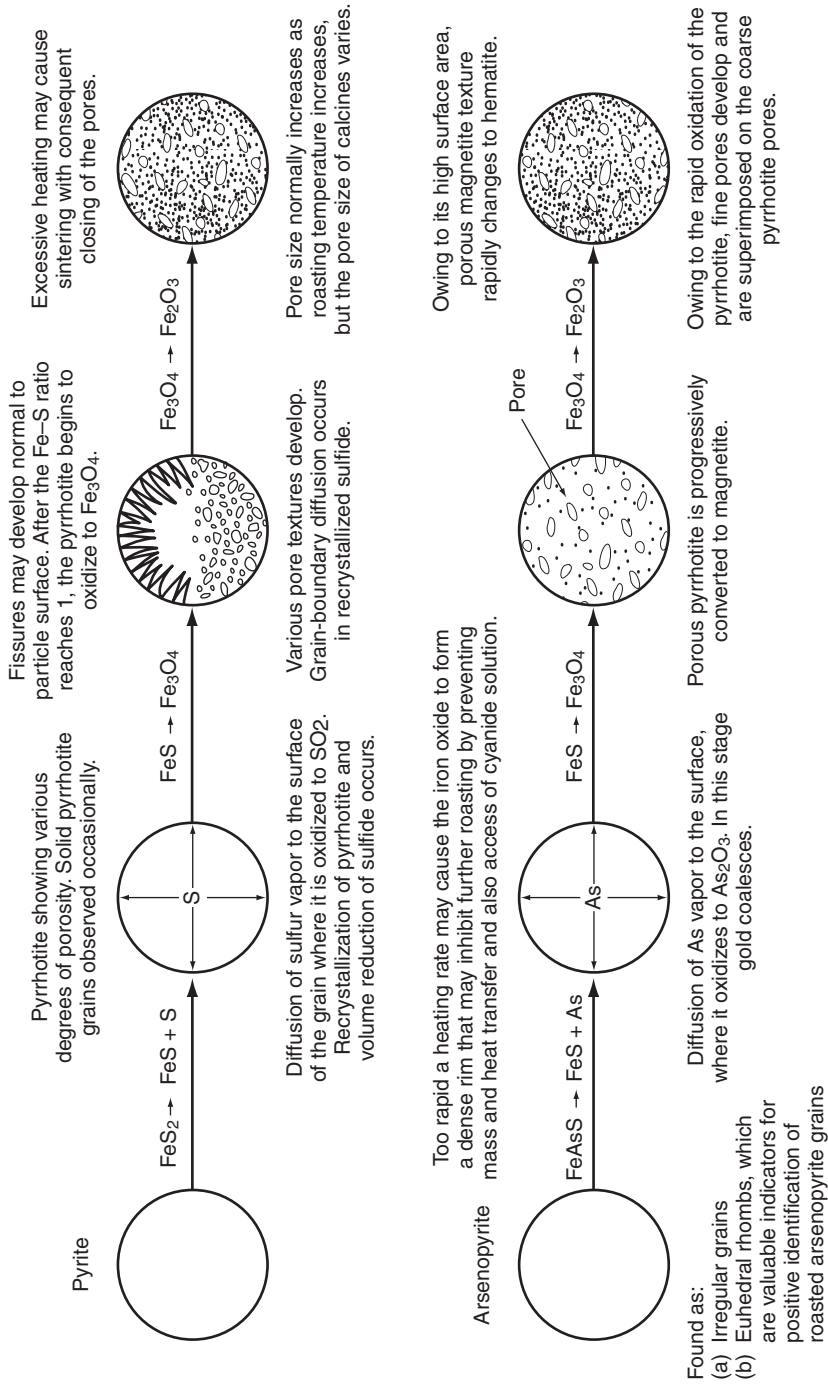 Pyrite
FeS₂ → FeS + S
Pyrrhotite showing various
degrees of porosity. Solid pyrrhotite
grains observed occasionally.
S
Diffusion of sulfur vapor to the surface
of the grain where it is oxidized to SO2.
Recrystallization of pyrrhotite and
volume reduction of sulfide occurs.
FeS → Fe₃O₄
Fissures may develop normal to
particle surface. After the Fe–S ratio
reaches 1, the pyrrhotite begins to
oxidize to Fe₃O₄.
Various pore textures develop.
Grain-boundary diffusion occurs
in recrystallized sulfide.
Fe₃O₄ → Fe₂O₃
Excessive heating may cause
sintering with consequent
closing of the pores.
Pore size normally increases as
roasting temperature increases,
but the pore size of calcines varies.
Arsenopyrite
Found as:
(a) Irregular grains
(b) Euhedral rhombs, which
are valuable indicators for
positive identification of
roasted arsenopyrite grains
FeAsS → FeS + As
Too rapid a heating rate may cause the iron oxide to form
a dense rim that may inhibit further roasting by preventing
mass and heat transfer and also access of cyanide solution.
As
Diffusion of As vapor to the surface,
where it oxidizes to As₂O₃. In this stage
gold coalesces.
FeS → Fe₃O₄
Pore
Porous pyrrhotite is progressively
converted to magnetite.
Fe₃O₄ → Fe₂O₃
Owing to its high surface area,
porous magnetite texture
rapidly changes to hematite.
Owing to the rapid oxidation of the
pyrrhotite, fine pores develop and
are superimposed on the coarse
pyrrhotite pores.